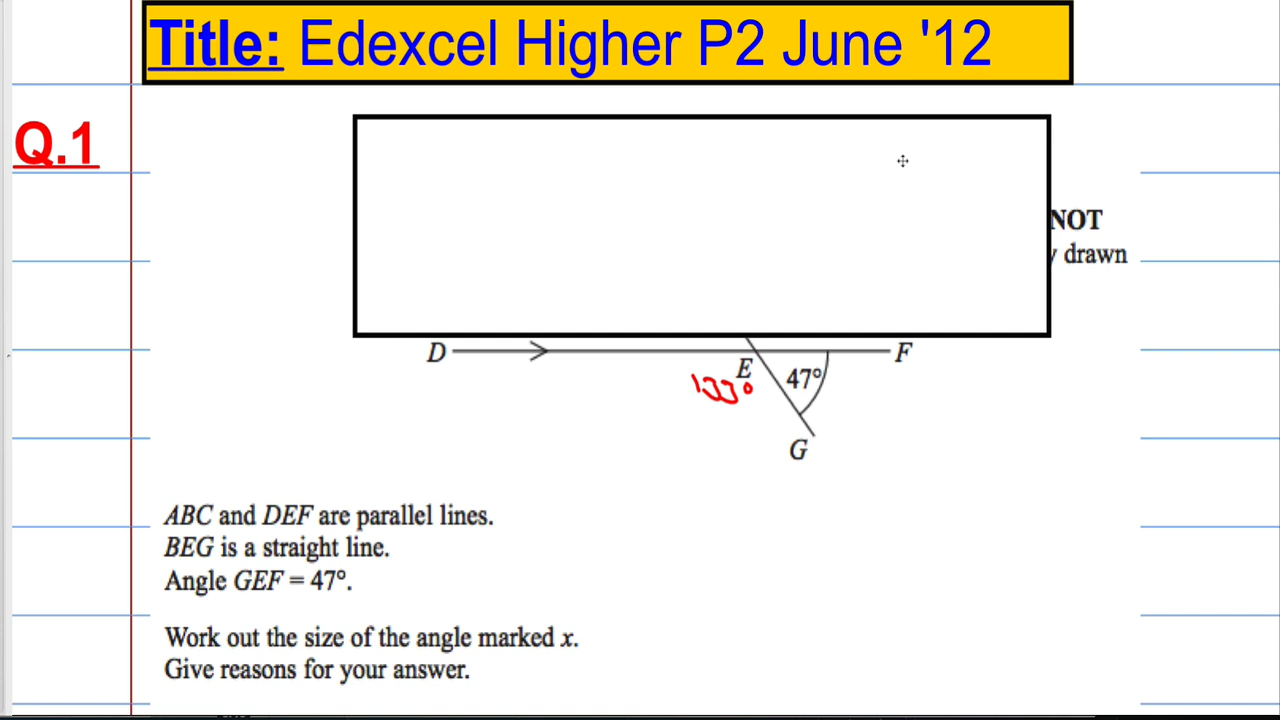 Title: Edexcel Higher P2 June '12
Q.1
NOT
drawn
D
F
E
47°
133°
G
ABC and DEF are parallel lines.
BEG is a straight line.
Angle GEF = 47°.
Work out the size of the angle marked x.
Give reasons for your answer.